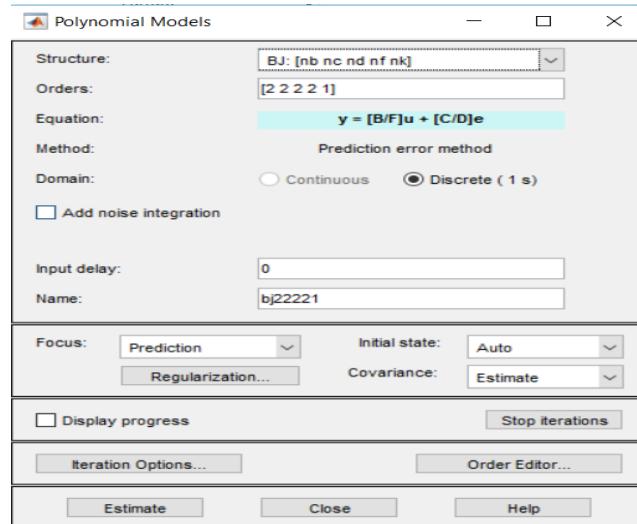 Polynomial Models
Structure: BJ: [nb nc nd nf nk]
Orders: [2 2 2 2 1]
Equation: y = [B/F]u + [C/D]e
Method: Prediction error method
Domain: Continuous Discrete ( 1 s)
Add noise integration
Input delay: 0
Name: bj22221
Focus: Prediction Initial state: Auto
Regularization... Covariance: Estimate
Display progress Stop iterations
Iteration Options... Order Editor...
Estimate Close Help